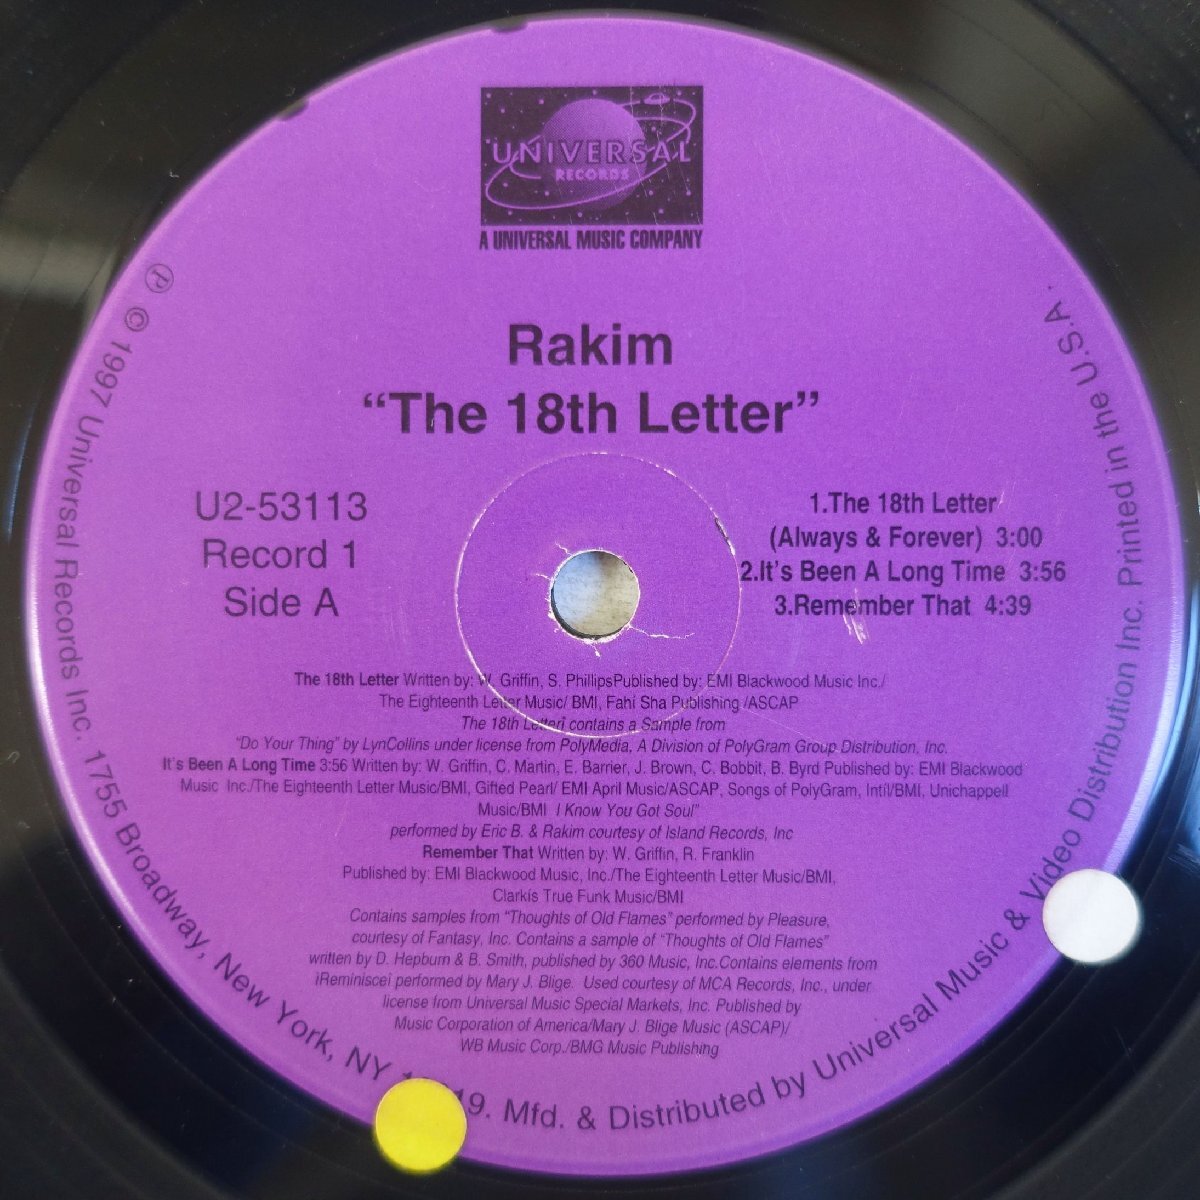 UNIVERSAL
RECORDS
A UNIVERSAL MUSIC COMPANY
Rakim
“The 18th Letter”
U2-53113
Record 1
Side A
1.The 18th Letter
(Always & Forever) 3:00
2.It's Been A Long Time 3:56
3.Remember That 4:39
The 18th Letter Written by: W. Griffin, S. PhillipsPublished by: EMI Blackwood Music Inc./
The Eighteenth Letter Music/ BMI, Fahi Sha Publishing /ASCAP
The 18th Letterî contains a Sample from
“Do Your Thing” by LynCollins under license from PolyMedia, A Division of PolyGram Group Distribution, Inc.
It's Been A Long Time 3:56 Written by: W. Griffin, C. Martin, E. Barrier, J. Brown, C. Bobbit, B. Byrd Published by: EMI Blackwood
Music Inc./The Eighteenth Letter Music/BMI, Gifted Pearl/ EMI April Music/ASCAP, Songs of PolyGram, Intíl/BMI, Unichappell
Music/BMI I Know You Got Soul”
performed by Eric B. & Rakim courtesy of Island Records, Inc
Remember That Written by: W. Griffin, R. Franklin
Published by: EMI Blackwood Music, Inc./The Eighteenth Letter Music/BMI,
Clarkís True Funk Music/BMI
Contains samples from “Thoughts of Old Flames” performed by Pleasure,
courtesy of Fantasy, Inc. Contains a sample of “Thoughts of Old Flames”
written by D. Hepburn & B. Smith, published by 360 Music, Inc.Contains elements from
ìReminisceî performed by Mary J. Blige. Used courtesy of MCA Records, Inc., under
license from Universal Music Special Markets, Inc. Published by
Music Corporation of America/Mary J. Blige Music (ASCAP)/
WB Music Corp./BMG Music Publishing
℗ © 1997 Universal Records Inc. 1755 Broadway, New York, NY Mfd. & Distributed by Universal Music & Video Distribution Inc. Printed in the U.S.A.